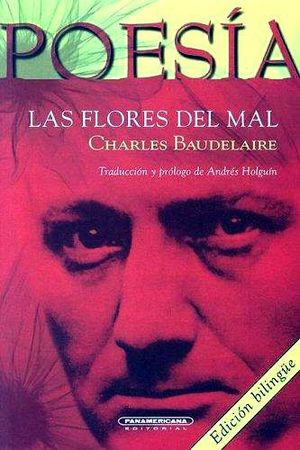 POESÍA
LAS FLORES DEL MAL
CHARLES BAUDELAIRE
Traducción y prólogo de Andrés Holguín
Edición bilingüe
PANAMERICANA
EDITORIAL